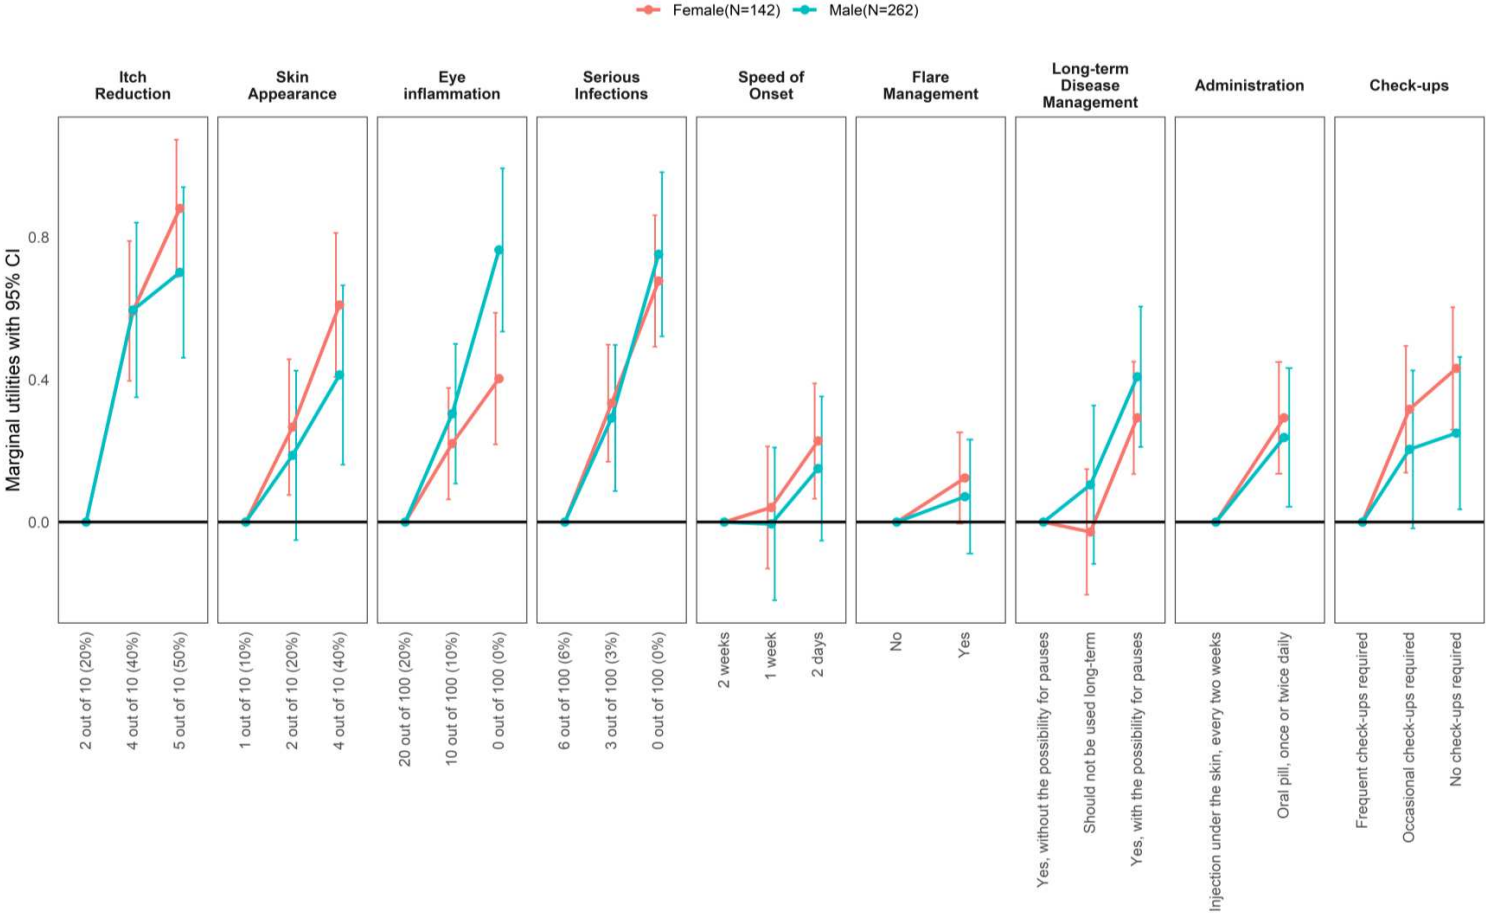 Female(N=142) Male(N=262)
Itch
Reduction
Skin
Appearance
Eye
inflammation
Serious
Infections
Speed of
Onset
Flare
Management
Long-term
Disease
Management
Administration
Check-ups
Marginal utilities with 95% CI
0.8
0.4
0.0
2 out of 10 (20%)
4 out of 10 (40%)
5 out of 10 (50%)
1 out of 10 (10%)
2 out of 10 (20%)
4 out of 10 (40%)
20 out of 100 (20%)
10 out of 100 (10%)
0 out of 100 (0%)
6 out of 100 (6%)
3 out of 100 (3%)
0 out of 100 (0%)
2 weeks
1 week
2 days
No
Yes
Yes, without the possibility for pauses
Should not be used long-term
Yes, with the possibility for pauses
Injection under the skin, every two weeks
Oral pill, once or twice daily
Frequent check-ups required
Occasional check-ups required
No check-ups required